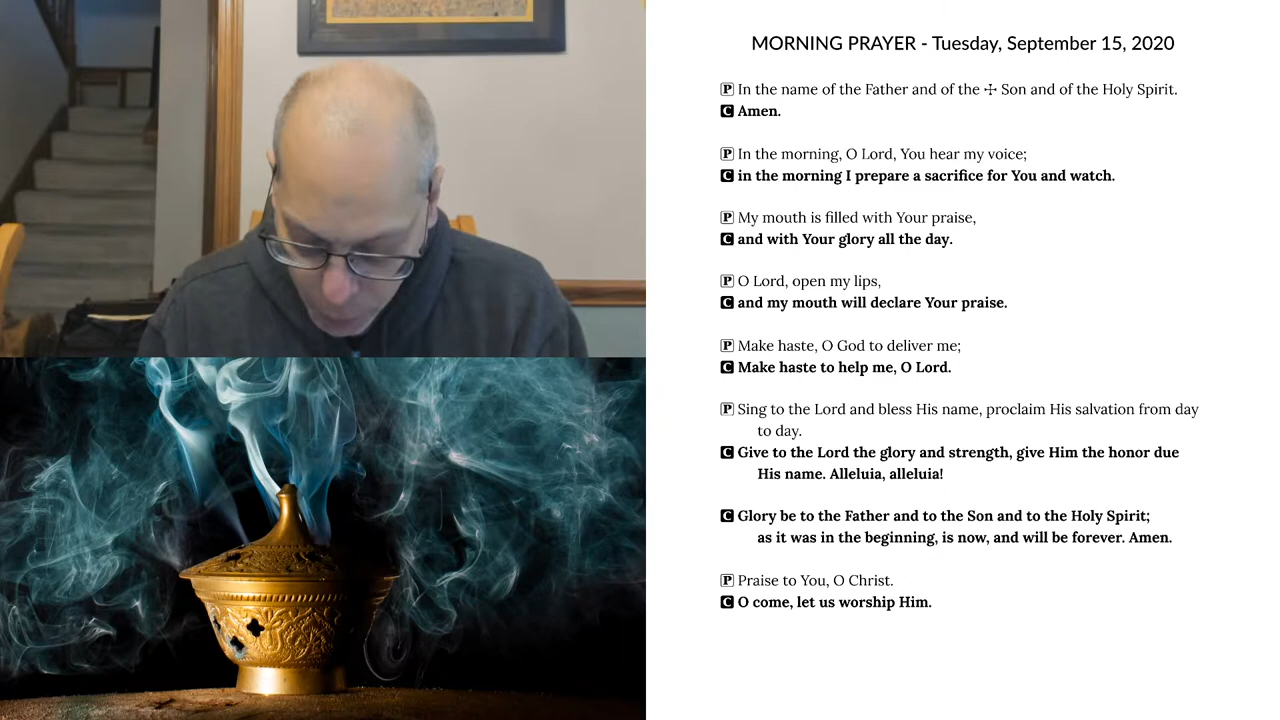 MORNING PRAYER - Tuesday, September 15, 2020
P In the name of the Father and of the ☩ Son and of the Holy Spirit.
C Amen.
P In the morning, O Lord, You hear my voice;
C in the morning I prepare a sacrifice for You and watch.
P My mouth is filled with Your praise,
C and with Your glory all the day.
P O Lord, open my lips,
C and my mouth will declare Your praise.
P Make haste, O God to deliver me;
C Make haste to help me, O Lord.
P Sing to the Lord and bless His name, proclaim His salvation from day
to day.
C Give to the Lord the glory and strength, give Him the honor due
His name. Alleluia, alleluia!
C Glory be to the Father and to the Son and to the Holy Spirit;
as it was in the beginning, is now, and will be forever. Amen.
P Praise to You, O Christ.
C O come, let us worship Him.